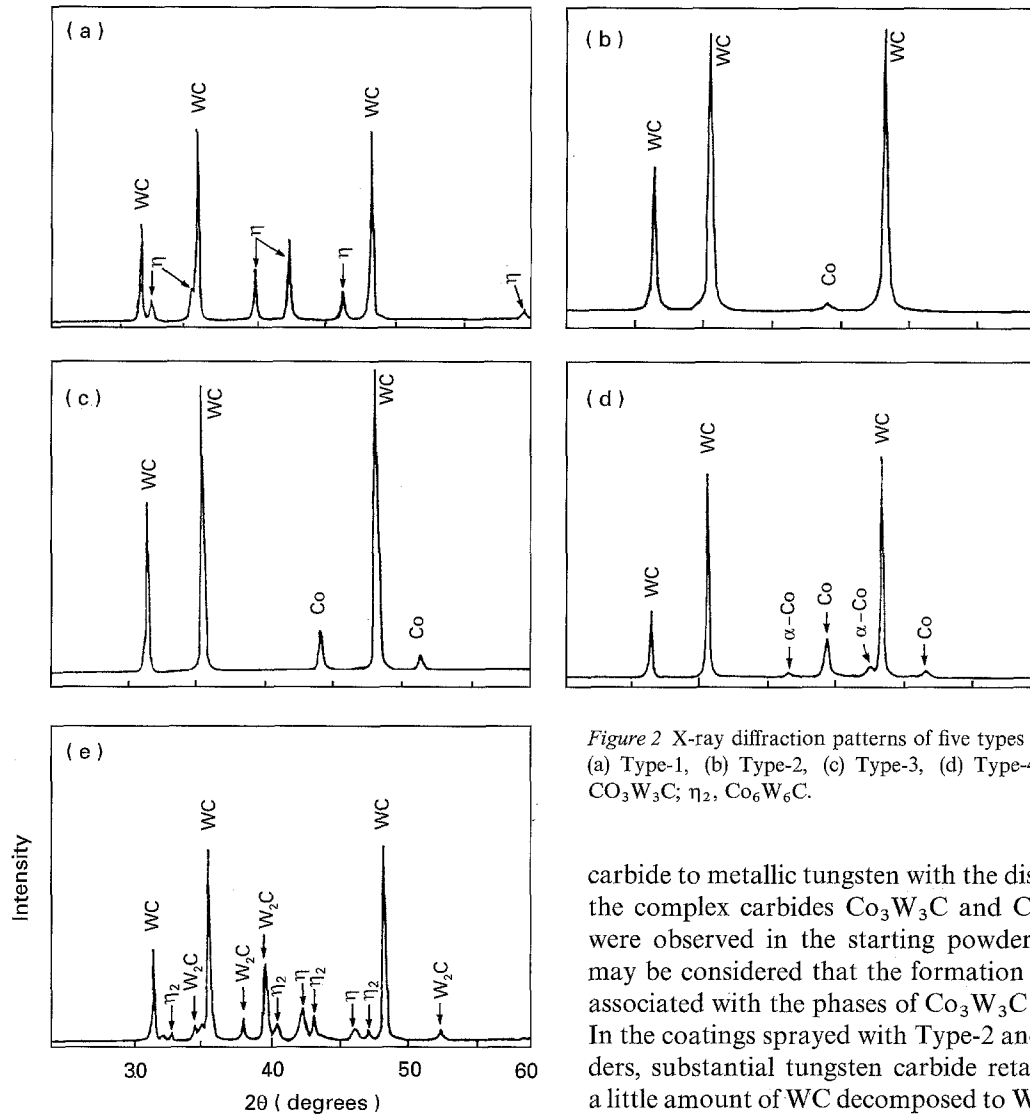 (a)
WC
WC
WC
η
η
η
η
(b)
WC
WC
WC
Co
(c)
WC
WC
WC
Co
Co
(d)
WC
WC
WC
α-Co
Co
α-Co
Co
(e)
WC
WC
WC
η₂
W₂C
W₂C
W₂C
η₂
η
η₂
η
η₂
W₂C
Intensity
30 40 50 60
2θ (degrees)
Figure 2 X-ray diffraction patterns of five types
(a) Type-1, (b) Type-2, (c) Type-3, (d) Type-4
CO₃W₃C; η₂, Co₆W₆C.
carbide to metallic tungsten with the dis
the complex carbides Co₃W₃C and C
were observed in the starting powder
may be considered that the formation
associated with the phases of Co₃W₃C
In the coatings sprayed with Type-2 an
ders, substantial tungsten carbide reta
a little amount of WC decomposed to W